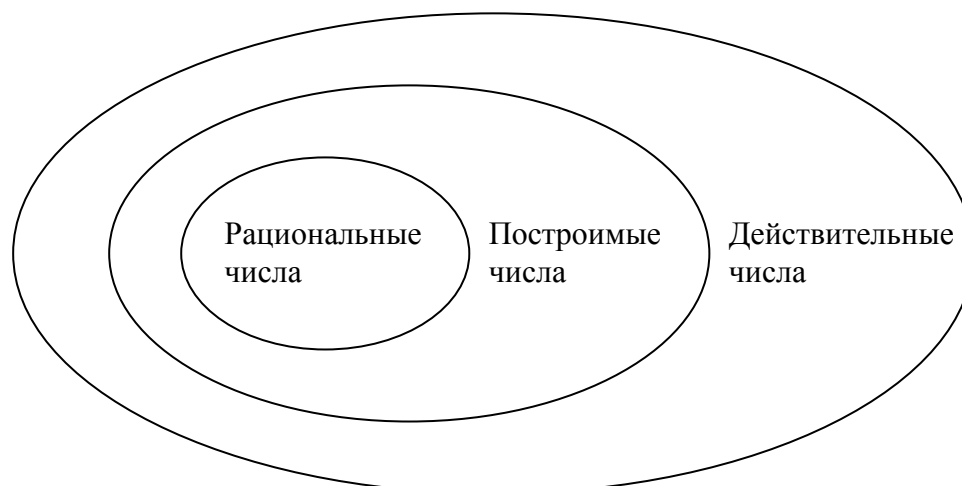 Рациональные
числа
Построимые
числа
Действительные
числа